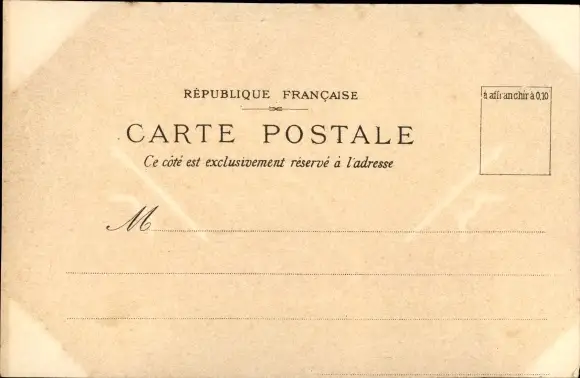 RÉPUBLIQUE FRANÇAISE
à affranchir à 0,10
CARTE POSTALE
Ce côté est exclusivement réservé à l'adresse
M